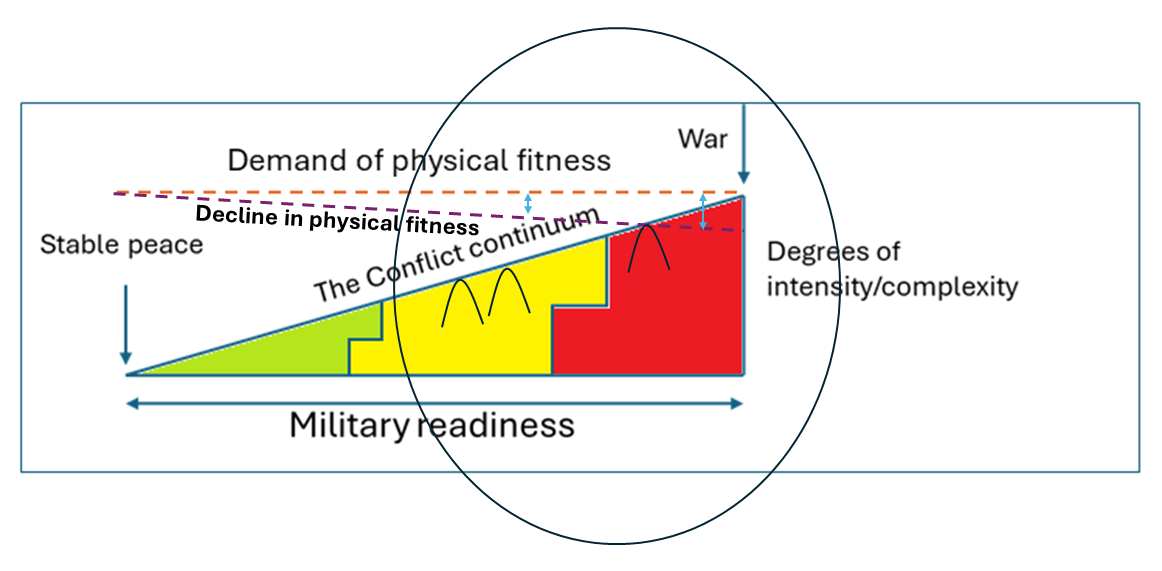 War
Demand of physical fitness
Decline in physical fitness
Stable peace
The Conflict continuum
Degrees of
intensity/complexity
Military readiness